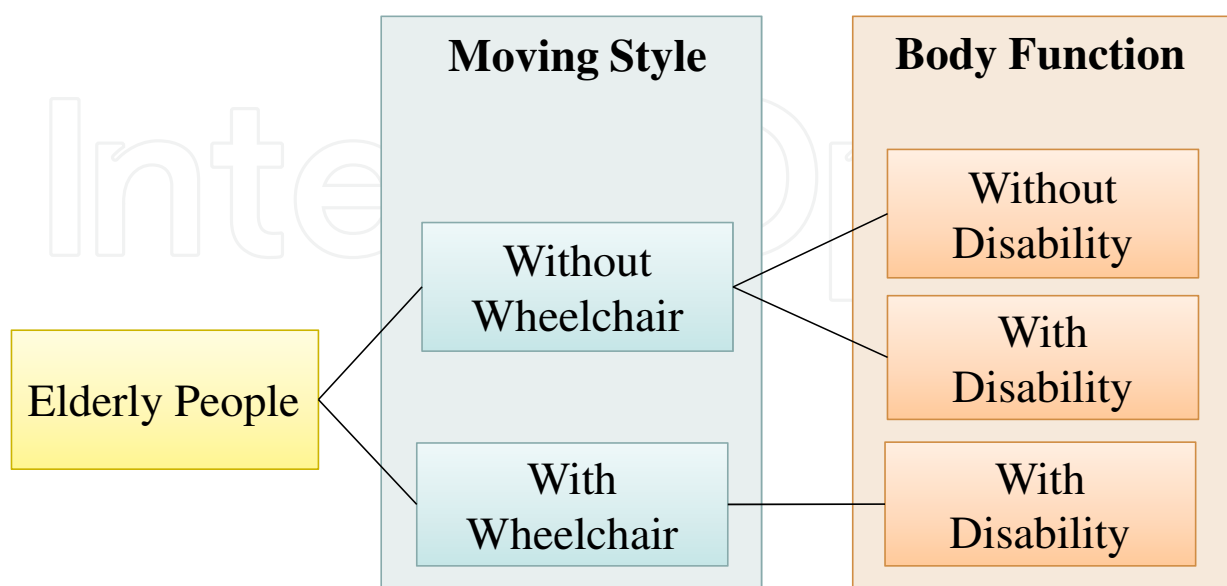 Moving Style
Body Function
Without
Disability
Without
Wheelchair
With
Disability
Elderly People
With
Wheelchair
With
Disability